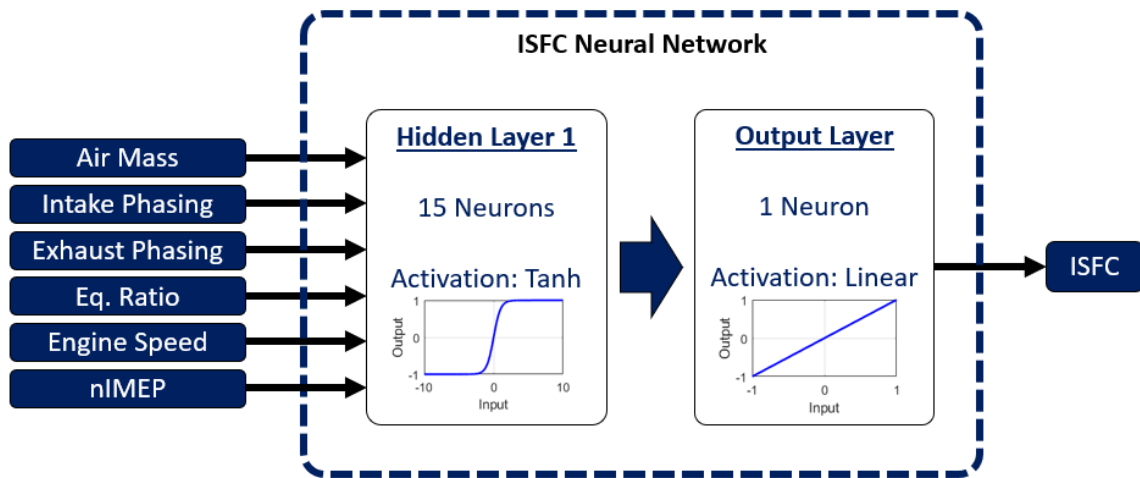 ISFC Neural Network
Air Mass
Intake Phasing
Exhaust Phasing
Eq. Ratio
Engine Speed
nIMEP
Hidden Layer 1
15 Neurons
Activation: Tanh
1
0
-1
Output
-10
0
10
Input
Output Layer
1 Neuron
Activation: Linear
1
0
-1
Output
-1
0
1
Input
ISFC